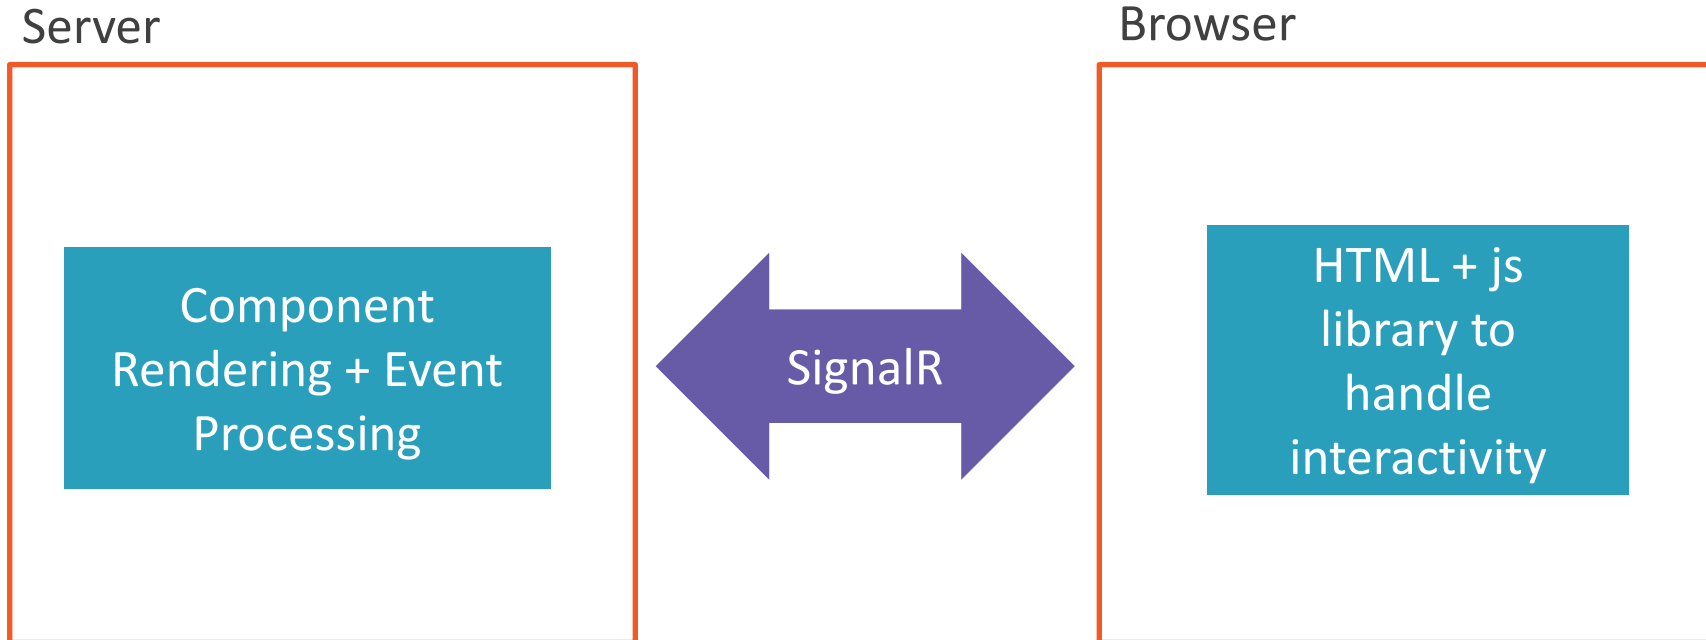 Server
Browser
Component
Rendering + Event
Processing
SignalR
HTML + js
library to
handle
interactivity